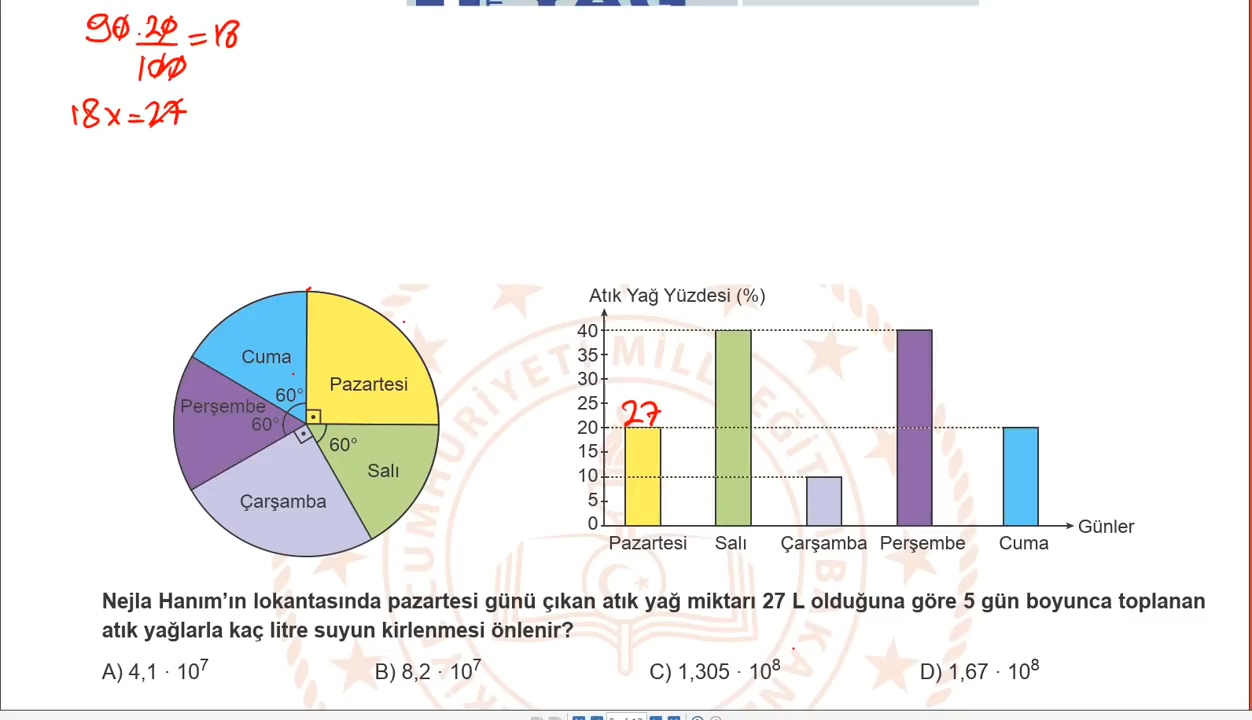 90.20/100=18
18x=27
Cuma
60°
Pazartesi
Perşembe
60°
60°
Salı
Çarşamba
Atık Yağ Yüzdesi (%)
40
35
30
25
27
20
15
10
5
0
Günler
Pazartesi Salı Çarşamba Perşembe Cuma
Nejla Hanım’ın lokantasında pazartesi günü çıkan atık yağ miktarı 27 L olduğuna göre 5 gün boyunca toplanan
atık yağlarla kaç litre suyun kirlenmesi önlenir?
A) 4,1 · 10⁷ B) 8,2 · 10⁷ C) 1,305 · 10⁸ D) 1,67 · 10⁸